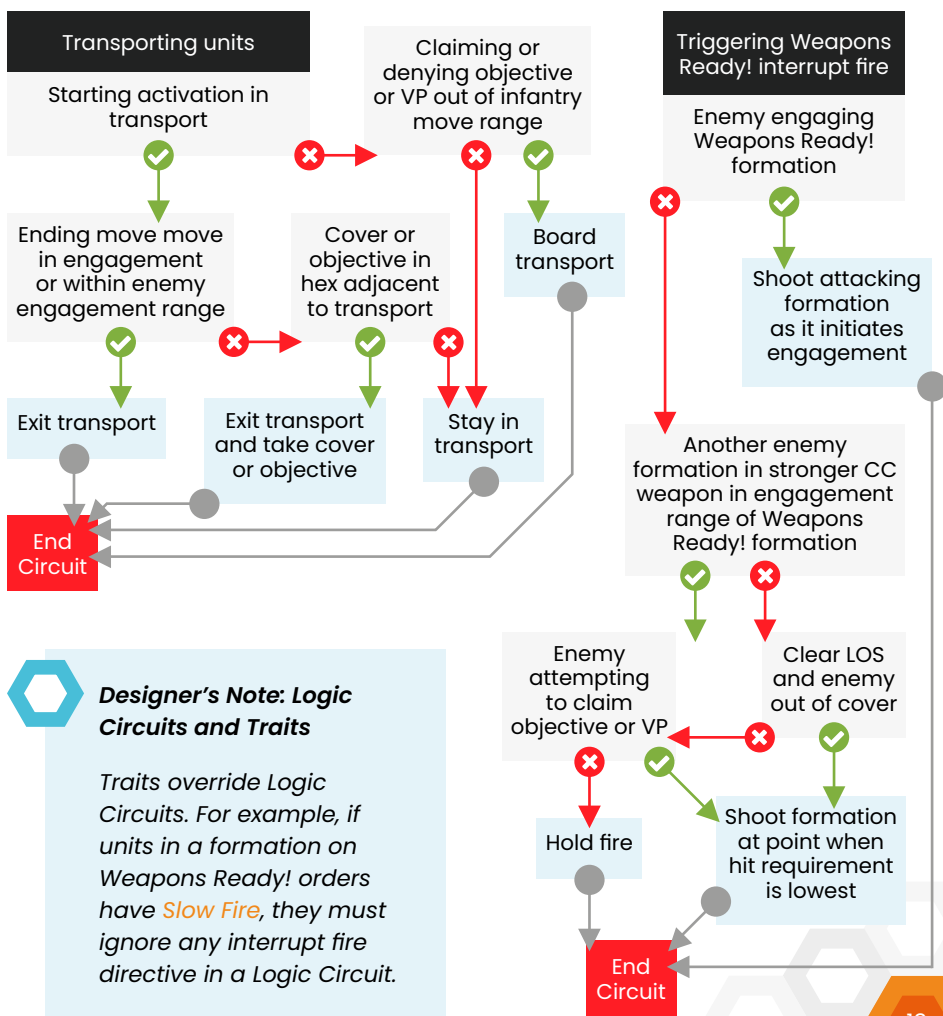 Transporting units
Starting activation in
transport
Claiming or
denying objective
or VP out of infantry
move range
Ending move move
in engagement
or within enemy
engagement range
Cover or
objective in
hex adjacent
to transport
Board
transport
Exit transport
Exit transport
and take cover
or objective
Stay in
transport
End
Circuit
Triggering Weapons
Ready! interrupt fire
Enemy engaging
Weapons Ready!
formation
Shoot attacking
formation
as it initiates
engagement
Another enemy
formation in stronger CC
weapon in engagement
range of Weapons
Ready! formation
Enemy
attempting
to claim
objective or VP
Clear LOS
and enemy
out of cover
Hold fire
Shoot formation
at point when
hit requirement
is lowest
End
Circuit
Designer's Note: Logic
Circuits and Traits
Traits override Logic
Circuits. For example, if
units in a formation on
Weapons Ready! orders
have Slow Fire, they must
ignore any interrupt fire
directive in a Logic Circuit.